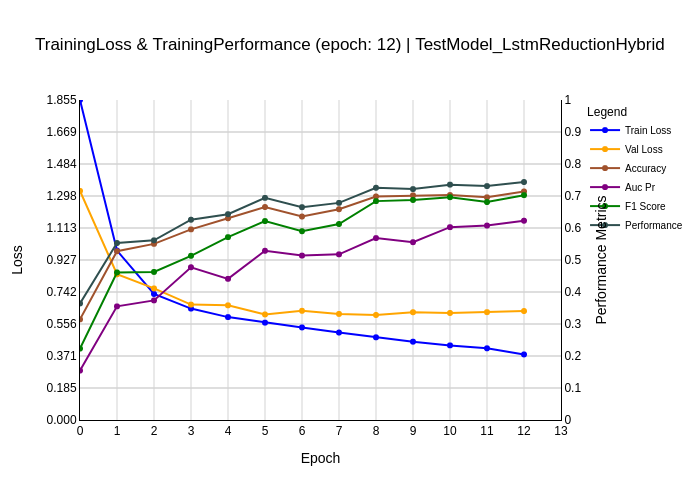 TrainingLoss & TrainingPerformance (epoch: 12) | TestModel_LstmReductionHybrid
Legend
Train Loss
Val Loss
Accuracy
Auc Pr
F1 Score
Performance
1.855
1.669
1.484
1.298
1.113
0.927
0.742
0.556
0.371
0.185
0.000
Loss
1
0.9
0.8
0.7
0.6
0.5
0.4
0.3
0.2
0.1
0
Performance Metrics
0 1 2 3 4 5 6 7 8 9 10 11 12 13
Epoch